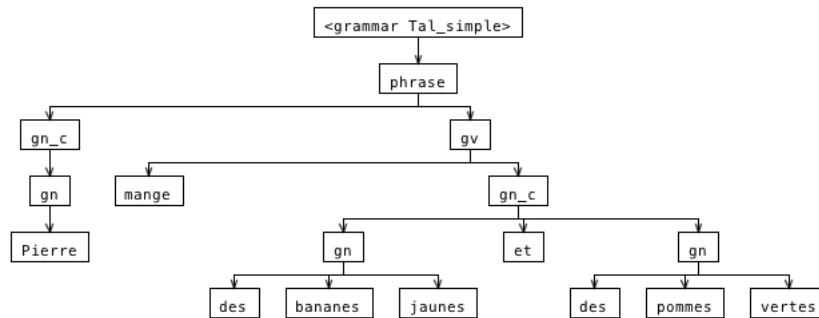 <grammar Tal_simple>
phrase
gn_c gv
gn mange gn_c
Pierre gn et gn
des bananes jaunes des pommes vertes